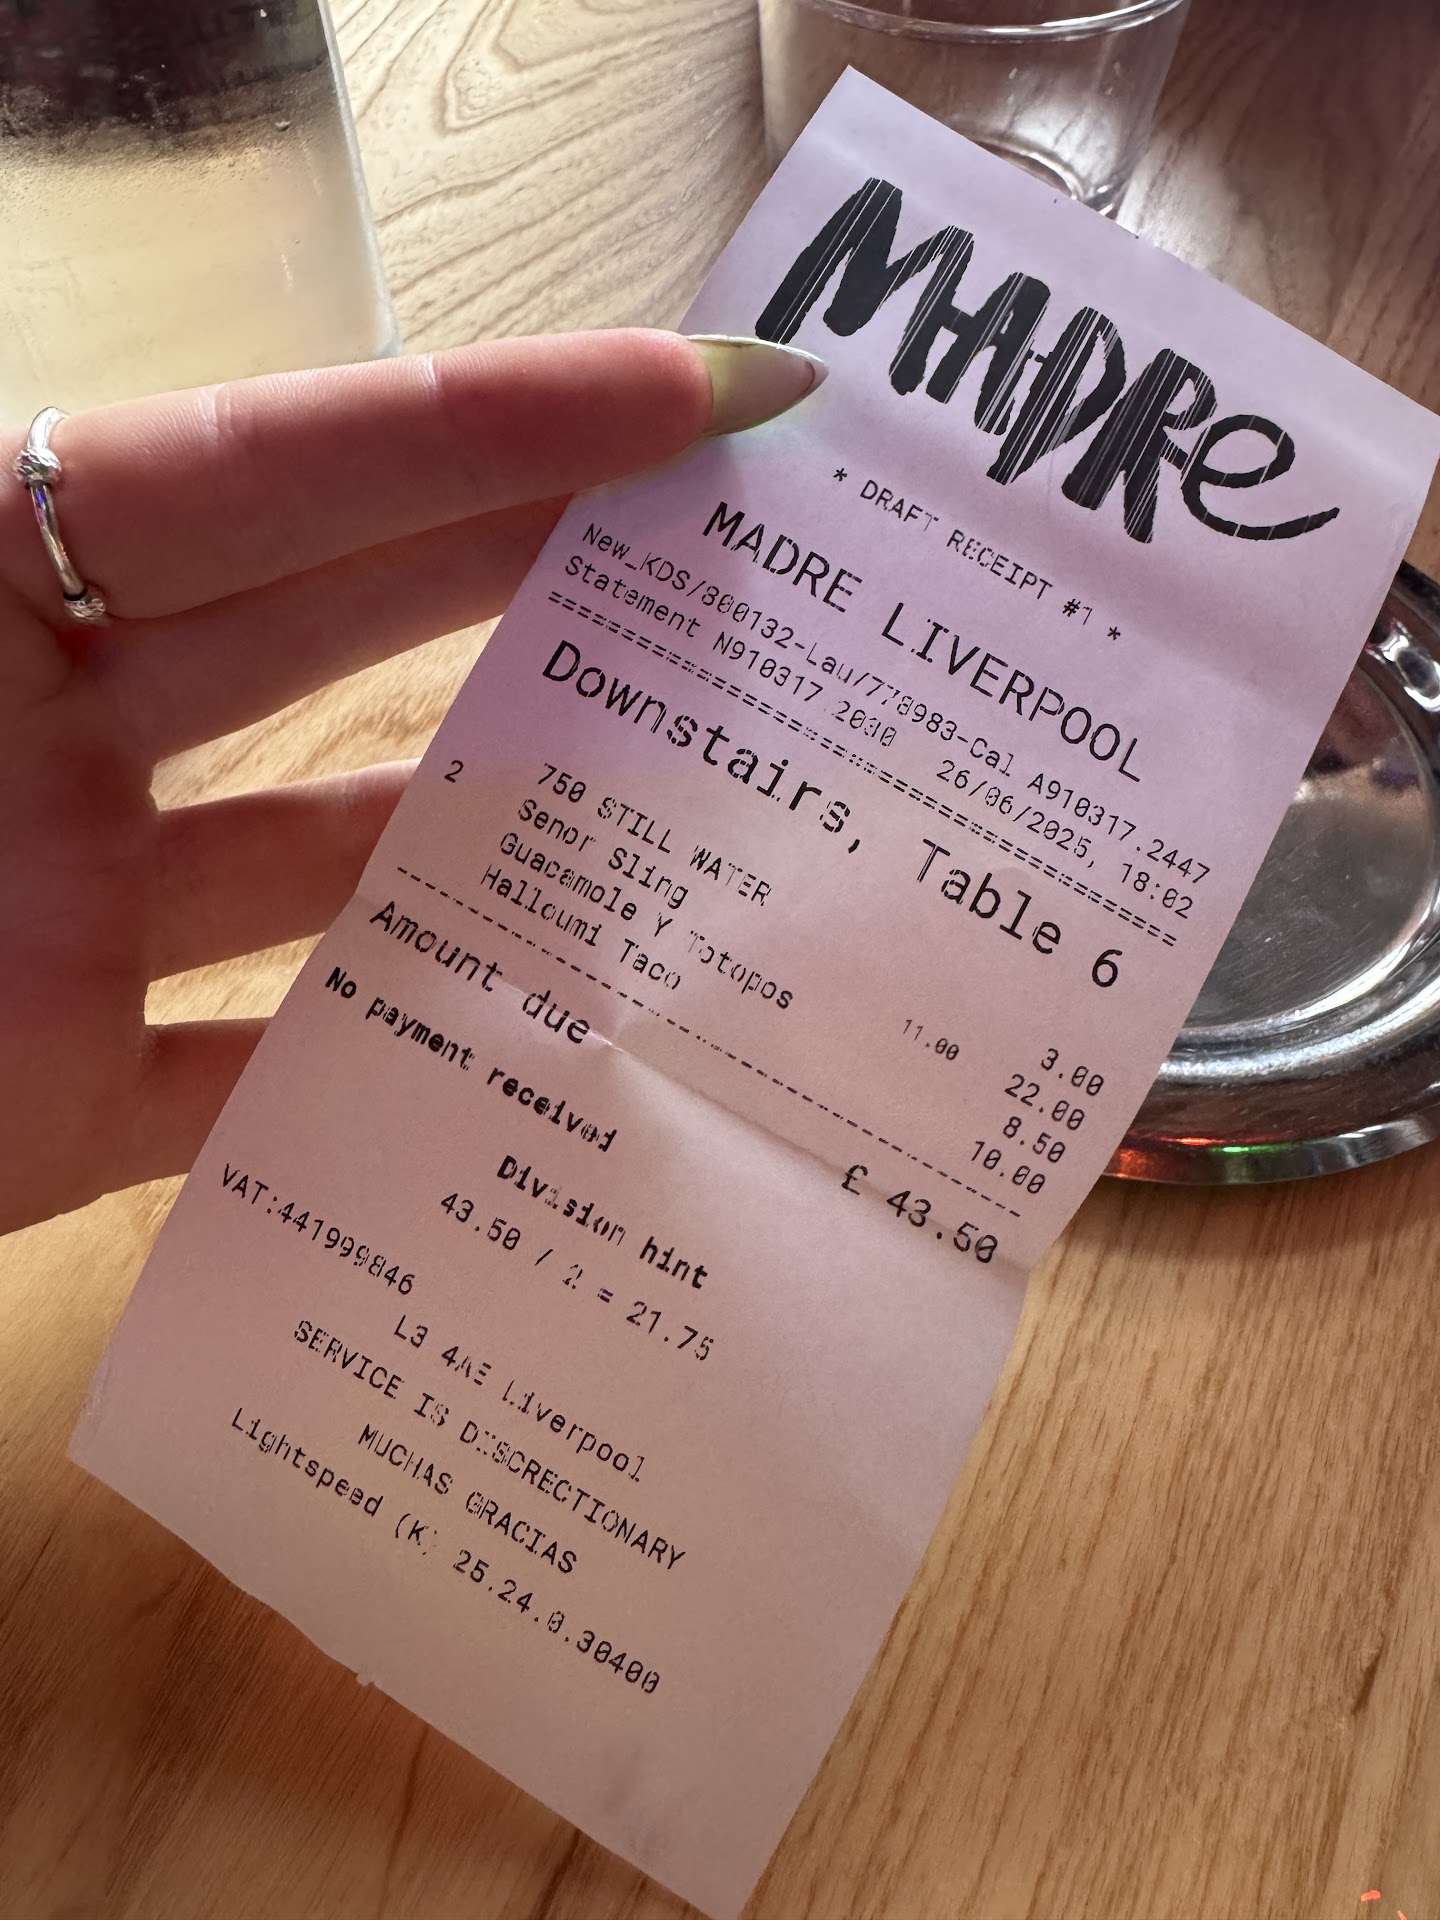 MADRe
* DRAFT RECEIPT #1 *
MADRE LIVERPOOL
New_KDS/800132-Lau/778983-Cal A910317.2447
Statement N910317.2030 26/06/2025, 18:02
==========================================
Downstairs, Table 6
750 STILL WATER 3.00
2 Senor Sling 11.00 22.00
Guacamole Y Totopos 8.50
Halloumi Taco 10.00
------------------------------------------
Amount due £ 43.50
No payment received
Division hint
43.50 / 2 = 21.75
VAT:441999846
L3 4AE Liverpool
SERVICE IS DISCRECTIONARY
MUCHAS GRACIAS
Lightspeed (K) 25.24.0.30400